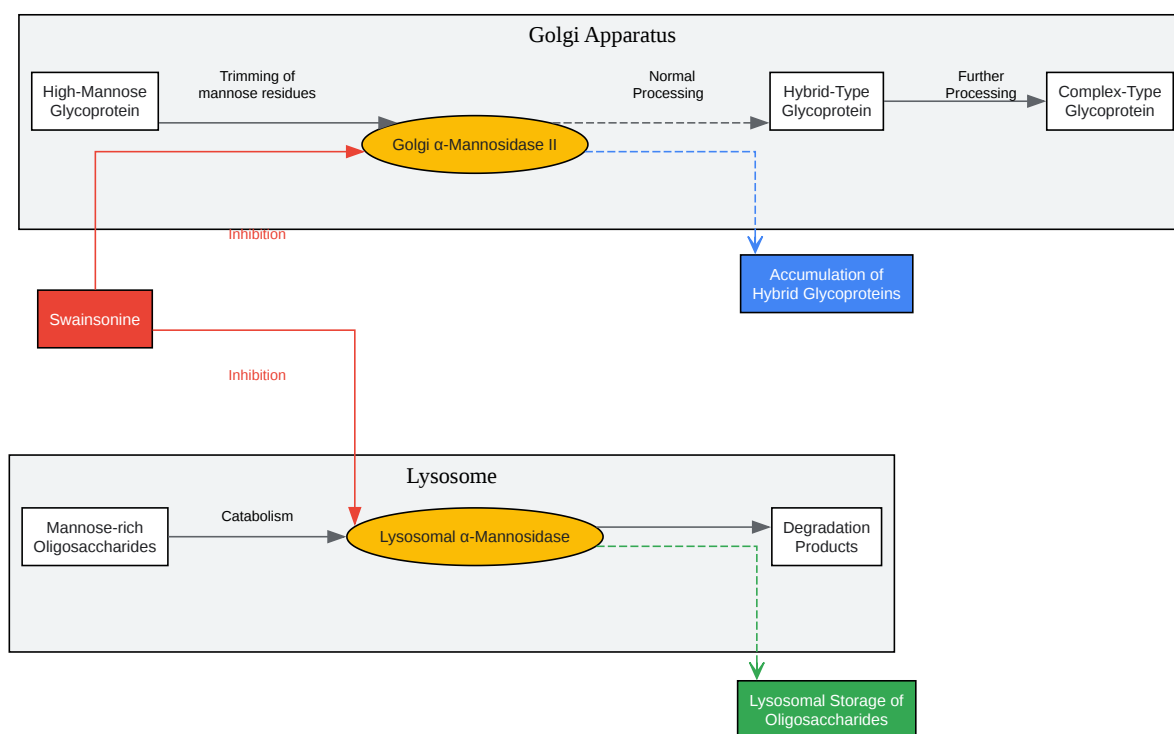 Golgi Apparatus
High-Mannose
Glycoprotein
Trimming of
mannose residues
Golgi α-Mannosidase II
Normal
Processing
Hybrid-Type
Glycoprotein
Further
Processing
Complex-Type
Glycoprotein
Inhibition
Accumulation of
Hybrid Glycoproteins
Swainsonine
Inhibition
Lysosome
Mannose-rich
Oligosaccharides
Catabolism
Lysosomal α-Mannosidase
Degradation
Products
Lysosomal Storage of
Oligosaccharides